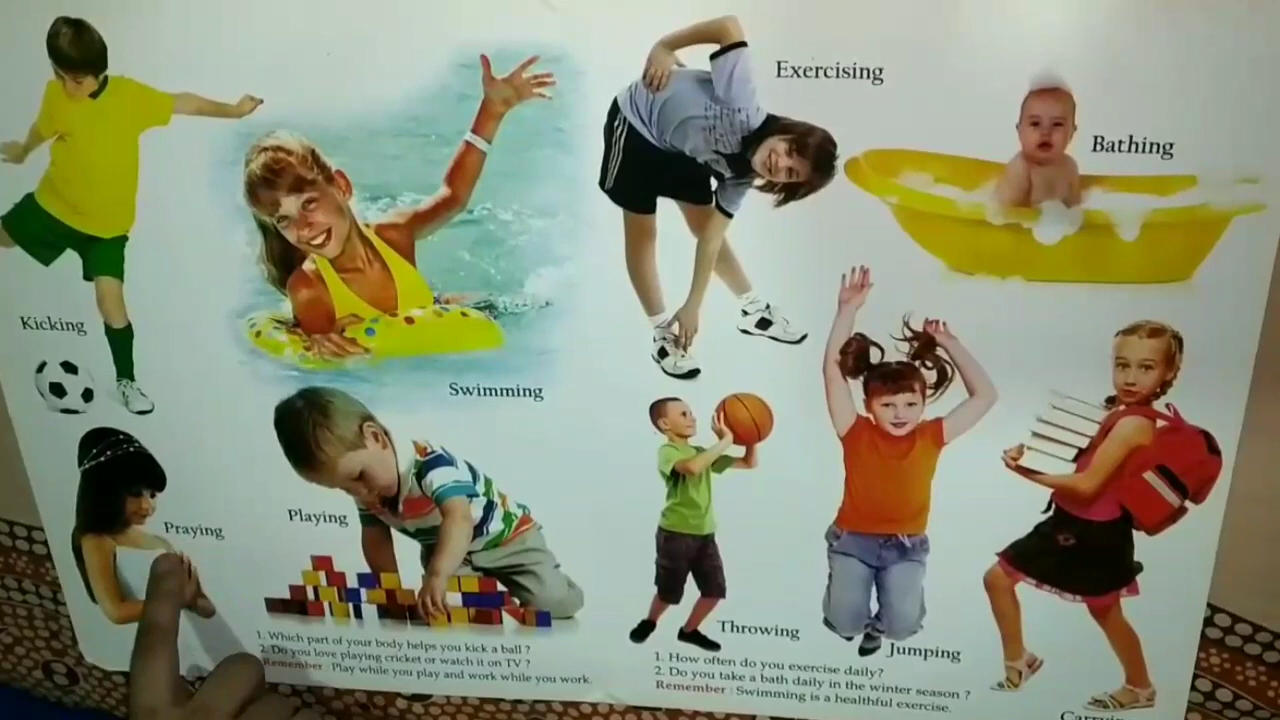 Exercising
Bathing
Kicking
Swimming
Praying
Playing
Throwing
Jumping
1. Which part of your body helps you kick a ball ?
2. Do you love playing cricket or watch it on TV ?
Remember : Play while you play and work while you work.
1. How often do you exercise daily?
2. Do you take a bath daily in the winter season ?
Remember : Swimming is a healthful exercise.